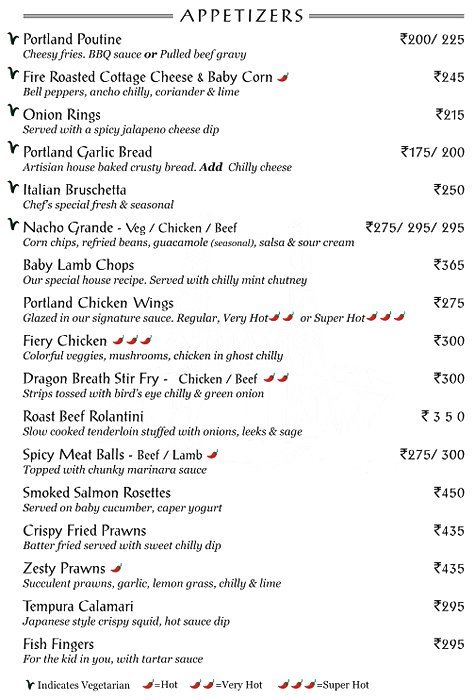 APPETIZERS
Portland Poutine ₹200/ 225
Cheesy fries. BBQ sauce or Pulled beef gravy
Fire Roasted Cottage Cheese & Baby Corn ₹245
Bell peppers, ancho chilly, coriander & lime
Onion Rings ₹215
Served with a spicy jalapeno cheese dip
Portland Garlic Bread ₹175/ 200
Artisan house baked crusty bread. Add Chilly cheese
Italian Bruschetta ₹250
Chef's special fresh & seasonal
Nacho Grande - Veg / Chicken / Beef ₹275/ 295/ 295
Corn chips, refried beans, guacamole (seasonal), salsa & sour cream
Baby Lamb Chops ₹365
Our special house recipe. Served with chilly mint chutney
Portland Chicken Wings ₹275
Glazed in our signature sauce. Regular, Very Hot or Super Hot
Fiery Chicken ₹300
Colorful veggies, mushrooms, chicken in ghost chilly
Dragon Breath Stir Fry - Chicken / Beef ₹300
Strips tossed with bird's eye chilly & green onion
Roast Beef Rolantini ₹ 3 5 0
Slow cooked tenderloin stuffed with onions, leeks & sage
Spicy Meat Balls - Beef / Lamb ₹275/ 300
Topped with chunky marinara sauce
Smoked Salmon Rosettes ₹450
Served on baby cucumber, caper yogurt
Crispy Fried Prawns ₹435
Batter fried served with sweet chilly dip
Zesty Prawns ₹435
Succulent prawns, garlic, lemon grass, chilly & lime
Tempura Calamari ₹295
Japanese style crispy squid, hot sauce dip
Fish Fingers ₹295
For the kid in you, with tartar sauce
Indicates Vegetarian =Hot =Very Hot =Super Hot